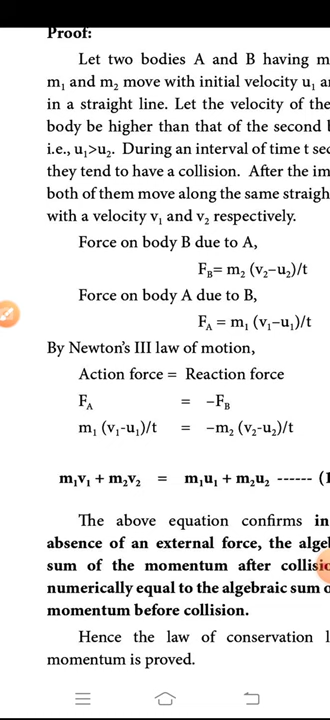 Proof:
Let two bodies A and B having
m₁ and m₂ move with initial velocity u₁
in a straight line. Let the velocity of the
body be higher than that of the second
i.e., u₁>u₂. During an interval of time t
they tend to have a collision. After the
both of them move along the same
with a velocity v₁ and v₂ respectively.
Force on body B due to A,
F_B= m₂ (v₂–u₂)/t
Force on body A due to B,
F_A = m₁ (v₁–u₁)/t
By Newton's III law of motion,
Action force = Reaction force
F_A = –F_B
m₁ (v₁-u₁)/t = –m₂ (v₂-u₂)/t
m₁v₁ + m₂v₂ = m₁u₁ + m₂u₂ ------
The above equation confirms in
absence of an external force, the
sum of the momentum after
numerically equal to the algebraic sum
momentum before collision.
Hence the law of conservation
momentum is proved.